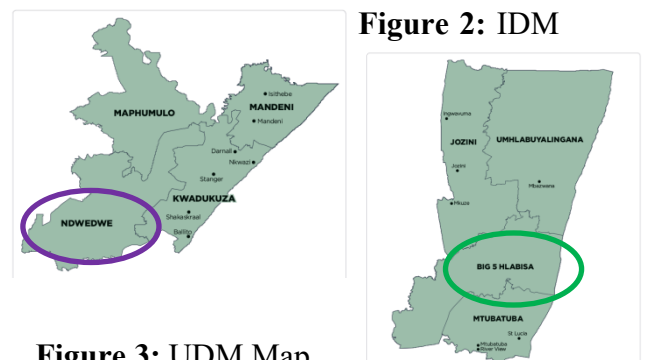 Figure 2: IDM
MAPHUMULO
Isithebe
MANDENI
Mandeni
Darnall
Nkwazi
Stanger
KWADUKUZA
Shakaskraal
Ballito
NDWEDWE
Ingwavuma
JOZINI
UMHLABUYALINGANA
Jozini
Mbazwana
Mkuze
BIG 5 HLABISA
MTUBATUBA
St Lucia
Mtubatuba
River View
Figure 3: UDM Map